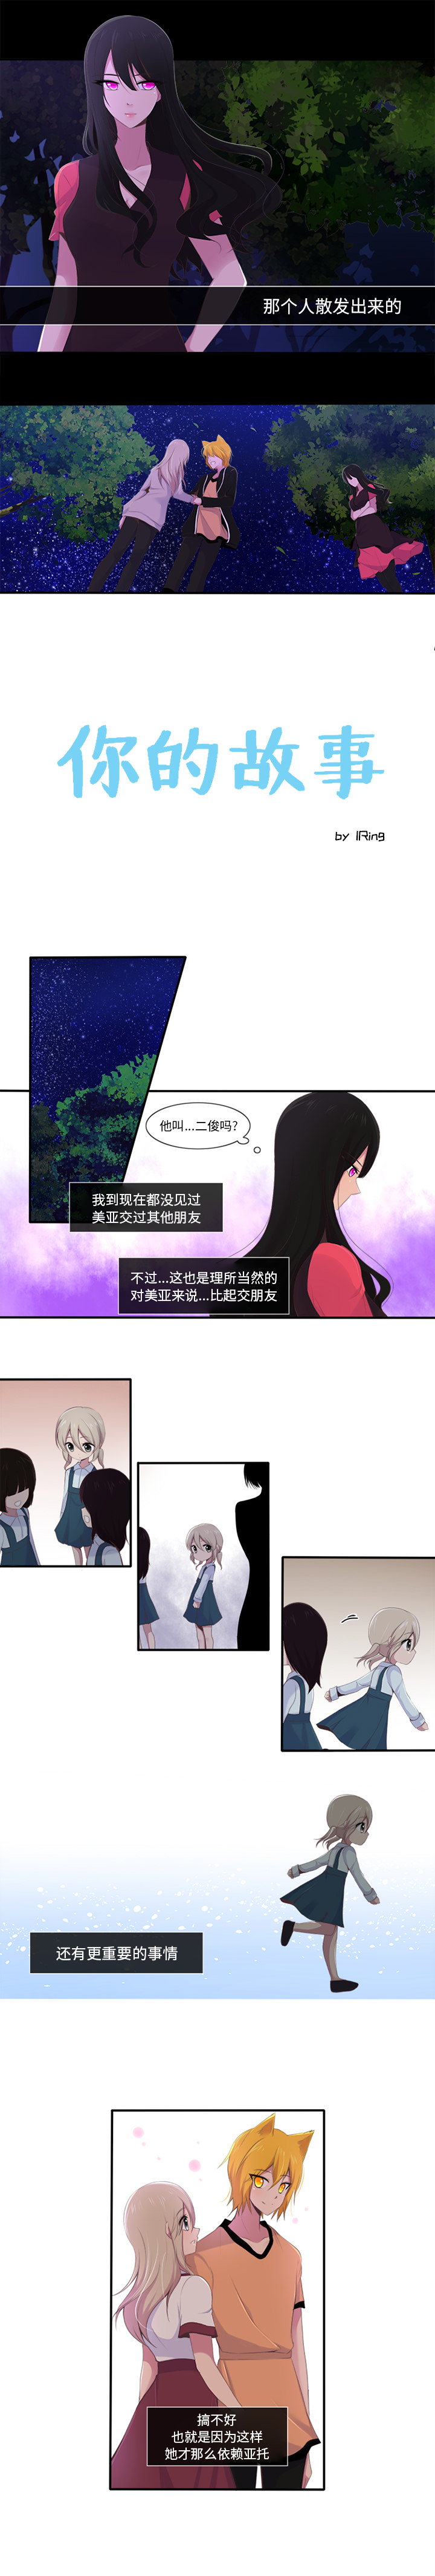 那个人散发出来的
你的故事
by IRing
他叫...二俊吗?
我到现在都没见过
美亚交过其他朋友
不过...这也是理所当然的
对美亚来说...比起交朋友
还有更重要的事情
搞不好
也就是因为这样
她才那么依赖亚托